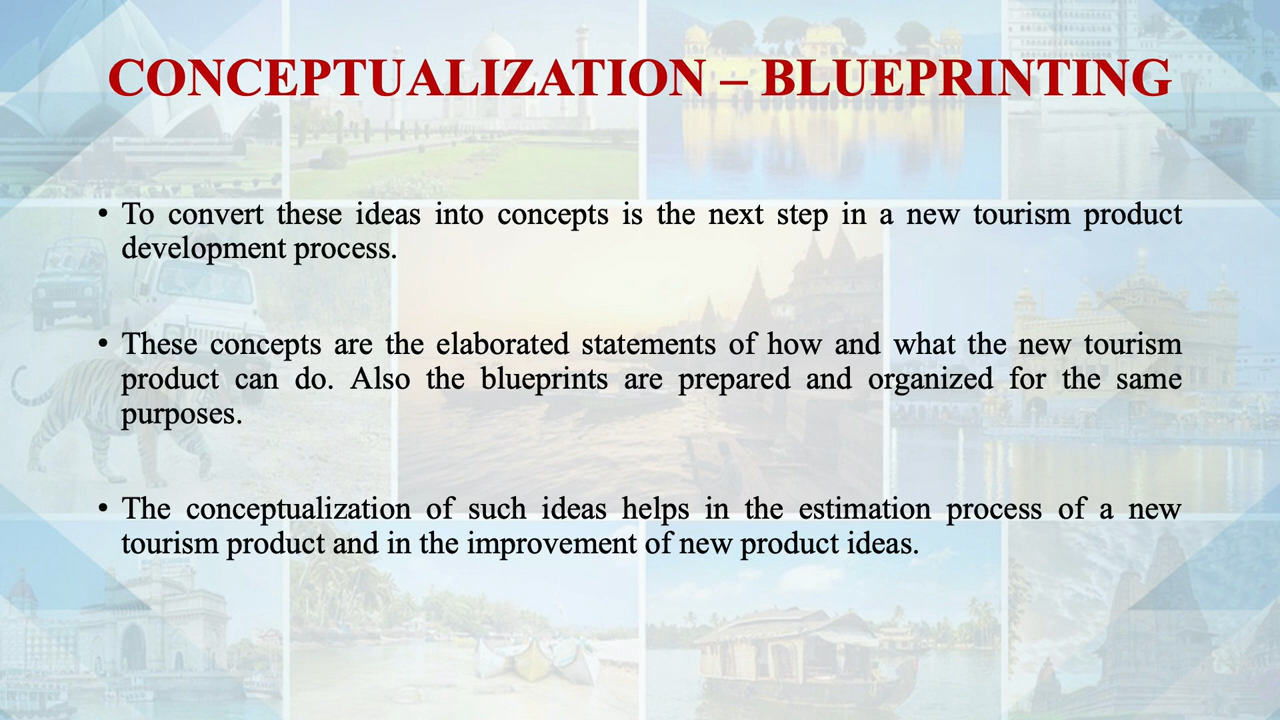 CONCEPTUALIZATION – BLUEPRINTING
• To convert these ideas into concepts is the next step in a new tourism product
development process.
• These concepts are the elaborated statements of how and what the new tourism
product can do. Also the blueprints are prepared and organized for the same
purposes.
• The conceptualization of such ideas helps in the estimation process of a new
tourism product and in the improvement of new product ideas.